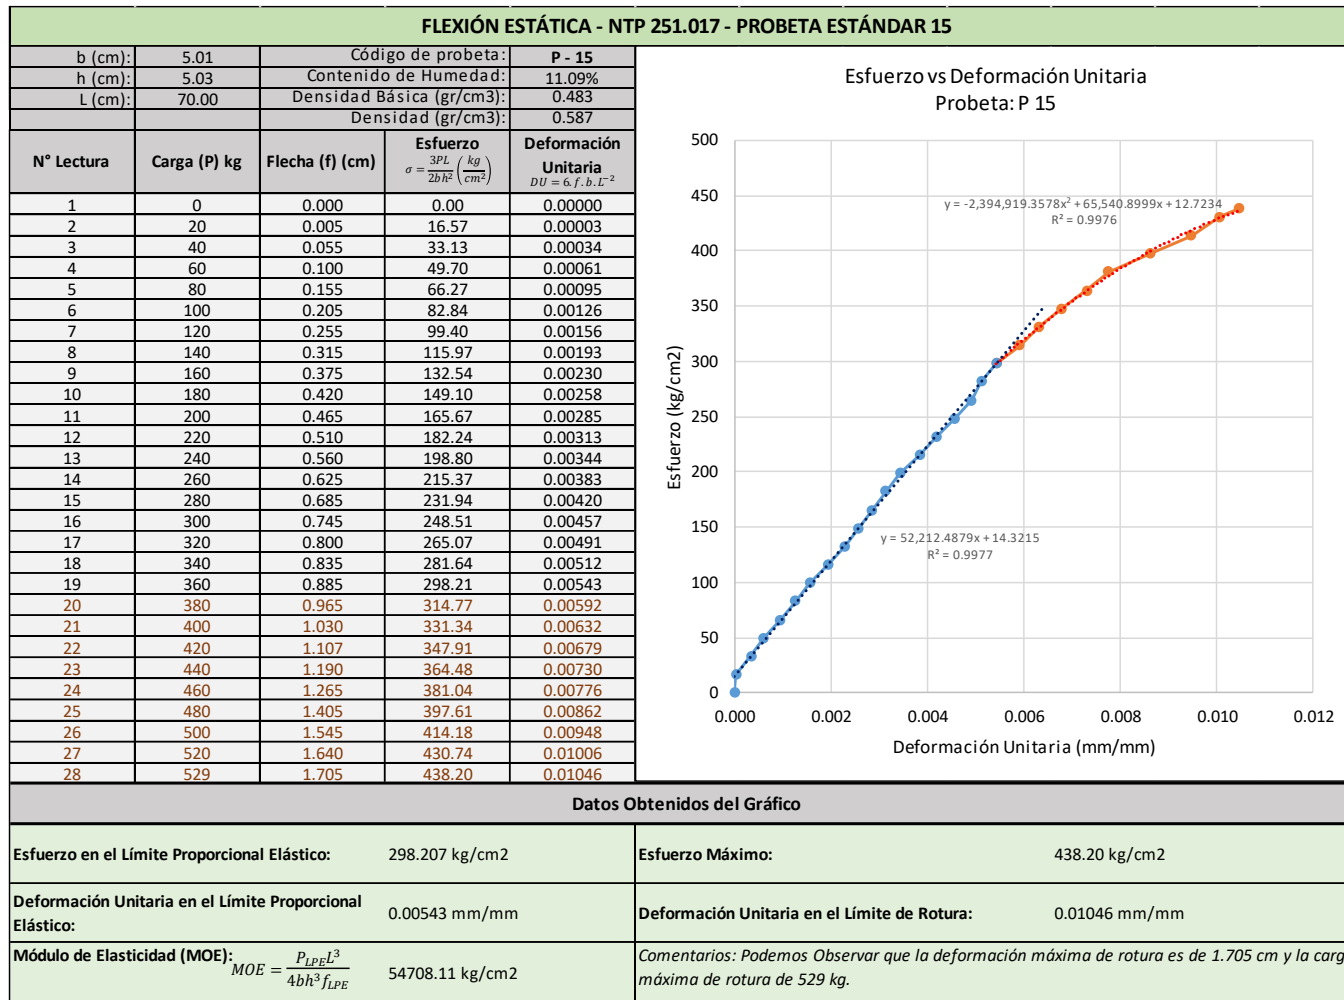 FLEXIÓN ESTÁTICA - NTP 251.017 - PROBETA ESTÁNDAR 15
b (cm): 5.01 Código de probeta: P - 15
h (cm): 5.03 Contenido de Humedad: 11.09%
L (cm): 70.00 Densidad Básica (gr/cm3): 0.483
Densidad (gr/cm3): 0.587
N° Lectura Carga (P) kg Flecha (f) (cm) Esfuerzo σ = 3PL/2bh² (kg/cm²) Deformación Unitaria DU = 6.f.b.L⁻²
1 0 0.000 0.00 0.00000
2 20 0.005 16.57 0.00003
3 40 0.055 33.13 0.00034
4 60 0.100 49.70 0.00061
5 80 0.155 66.27 0.00095
6 100 0.205 82.84 0.00126
7 120 0.255 99.40 0.00156
8 140 0.315 115.97 0.00193
9 160 0.375 132.54 0.00230
10 180 0.420 149.10 0.00258
11 200 0.465 165.67 0.00285
12 220 0.510 182.24 0.00313
13 240 0.560 198.80 0.00344
14 260 0.625 215.37 0.00383
15 280 0.685 231.94 0.00420
16 300 0.745 248.51 0.00457
17 320 0.800 265.07 0.00491
18 340 0.835 281.64 0.00512
19 360 0.885 298.21 0.00543
20 380 0.965 314.77 0.00592
21 400 1.030 331.34 0.00632
22 420 1.107 347.91 0.00679
23 440 1.190 364.48 0.00730
24 460 1.265 381.04 0.00776
25 480 1.405 397.61 0.00862
26 500 1.545 414.18 0.00948
27 520 1.640 430.74 0.01006
28 529 1.705 438.20 0.01046
Esfuerzo vs Deformación Unitaria
Probeta: P 15
500
450
400
350
300
250
200
150
100
50
0
Esfuerzo (kg/cm2)
y = -2,394,919.3578x² + 65,540.8999x + 12.7234
R² = 0.9976
y = 52,212.4879x + 14.3215
R² = 0.9977
0.000 0.002 0.004 0.006 0.008 0.010 0.012
Deformación Unitaria (mm/mm)
Datos Obtenidos del Gráfico
Esfuerzo en el Límite Proporcional Elástico: 298.207 kg/cm2
Esfuerzo Máximo: 438.20 kg/cm2
Deformación Unitaria en el Límite Proporcional
Elástico: 0.00543 mm/mm
Deformación Unitaria en el Límite de Rotura: 0.01046 mm/mm
Módulo de Elasticidad (MOE): MOE = P_LPE L³/4bh³f_LPE 54708.11 kg/cm2
Comentarios: Podemos Observar que la deformación máxima de rotura es de 1.705 cm y la carg
máxima de rotura de 529 kg.